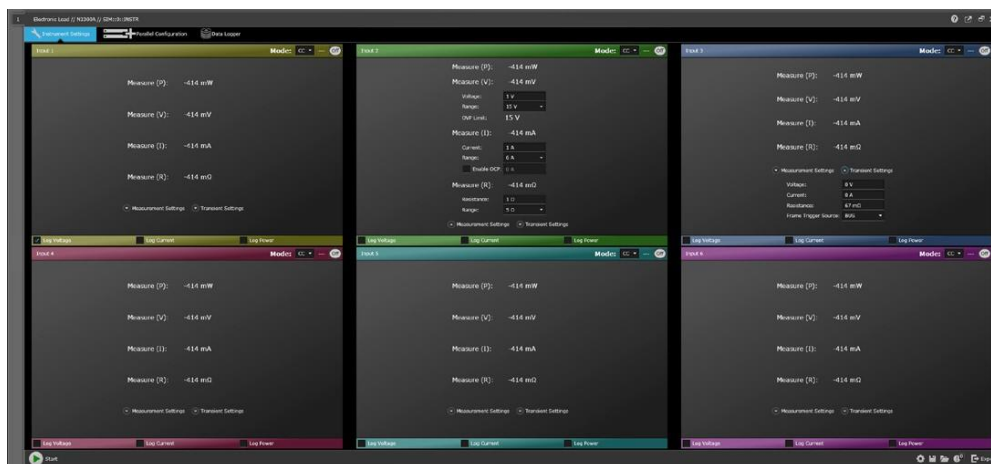 1 Electronic Load // N3300A // SIM::0::INSTR
Instrument Settings Parallel Configuration Data Logger
Input 1 Mode: CC Off
Measure (P): -414 mW
Measure (V): -414 mV
Measure (I): -414 mA
Measure (R): -414 mΩ
Measurement Settings Transient Settings
Log Voltage Log Current Log Power
Input 2 Mode: CC Off
Measure (P): -414 mW
Measure (V): -414 mV
Voltage: 1 V
Range: 15 V
OVP Limit: 15 V
Measure (I): -414 mA
Current: 1 A
Range: 6 A
Enable OCP 0 A
Measure (R): -414 mΩ
Resistance: 1 Ω
Range: 5 Ω
Measurement Settings Transient Settings
Log Voltage Log Current Log Power
Input 3 Mode: CC Off
Measure (P): -414 mW
Measure (V): -414 mV
Measure (I): -414 mA
Measure (R): -414 mΩ
Measurement Settings Transient Settings
Voltage: 8 V
Current: 8 A
Resistance: 67 mΩ
Frame Trigger Source: BUS
Log Voltage Log Current Log Power
Input 4 Mode: CC Off
Measure (P): -414 mW
Measure (V): -414 mV
Measure (I): -414 mA
Measure (R): -414 mΩ
Measurement Settings Transient Settings
Log Voltage Log Current Log Power
Input 5 Mode: CC Off
Measure (P): -414 mW
Measure (V): -414 mV
Measure (I): -414 mA
Measure (R): -414 mΩ
Measurement Settings Transient Settings
Log Voltage Log Current Log Power
Input 6 Mode: CC Off
Measure (P): -414 mW
Measure (V): -414 mV
Measure (I): -414 mA
Measure (R): -414 mΩ
Measurement Settings Transient Settings
Log Voltage Log Current Log Power
Start Expo